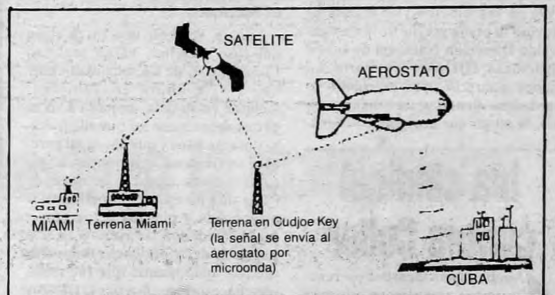 SATELITE
AEROSTATO
MIAMI
Terrena Miami
Terrena en Cudjoe Key
(la señal se envía al
aerostato por
microonda)
CUBA